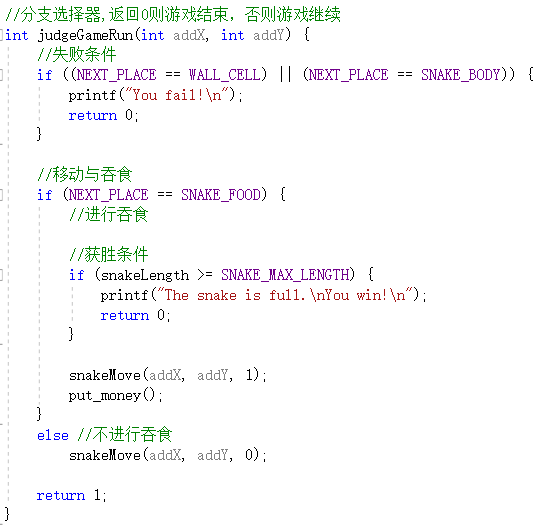 //分支选择器,返回0则游戏结束，否则游戏继续
int judgeGameRun(int addX, int addY) {
//失败条件
if ((NEXT_PLACE == WALL_CELL) || (NEXT_PLACE == SNAKE_BODY)) {
printf("You fail!\n");
return 0;
}
//移动与吞食
if (NEXT_PLACE == SNAKE_FOOD) {
//进行吞食
//获胜条件
if (snakeLength >= SNAKE_MAX_LENGTH) {
printf("The snake is full.\nYou win!\n");
return 0;
}
snakeMove(addX, addY, 1);
put_money();
}
else //不进行吞食
snakeMove(addX, addY, 0);
return 1;
}